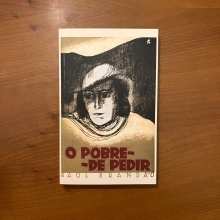 O POBRE-
-DE PEDIR
RAUL BRANDÃO